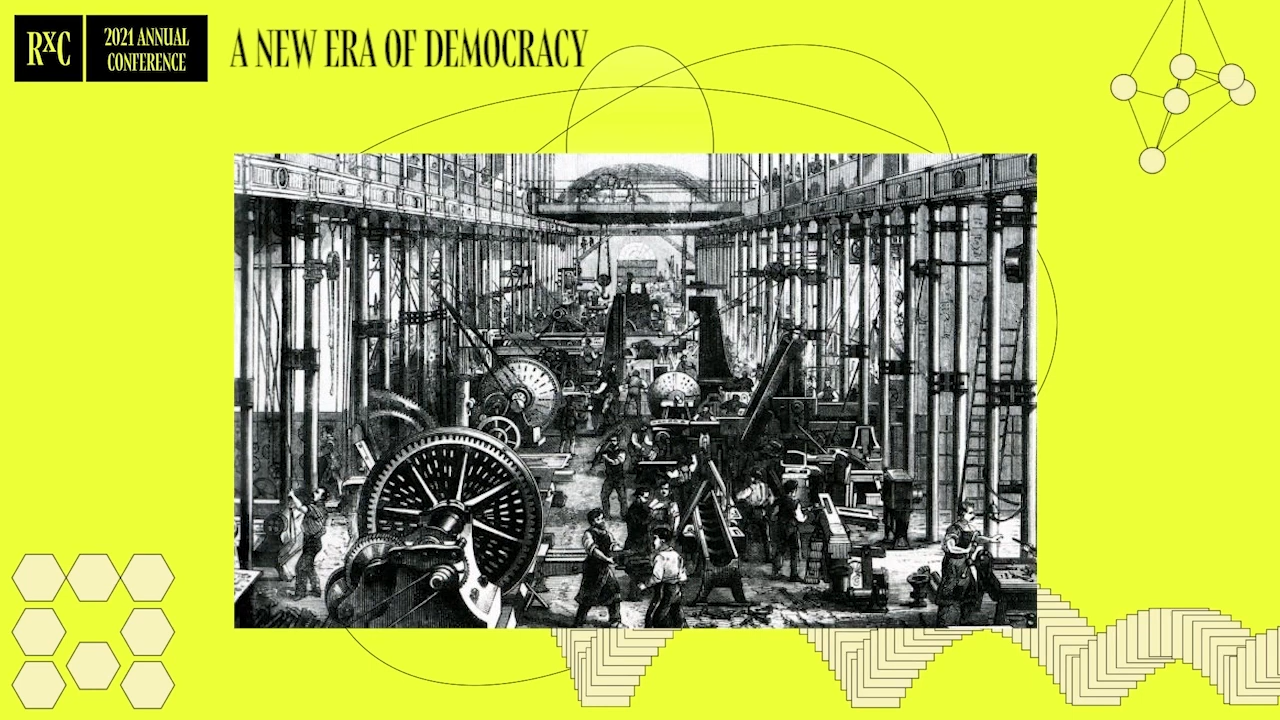 RxC
2021 ANNUAL
CONFERENCE
A NEW ERA OF DEMOCRACY